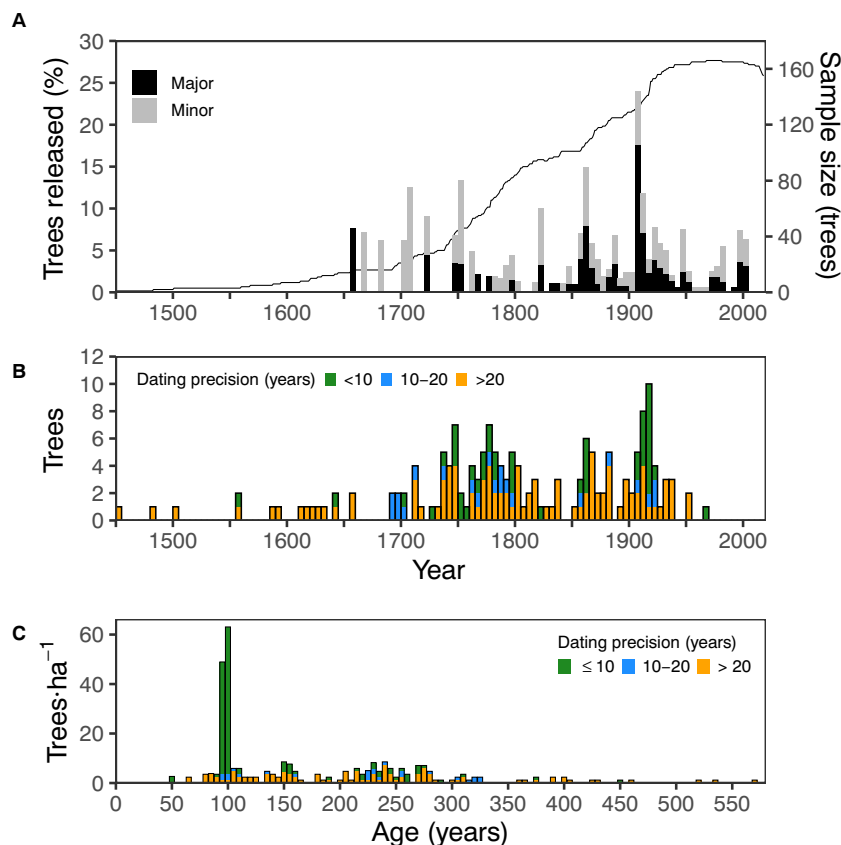 A
Trees released (%)
30
25
20
15
10
5
0
Major
Minor
160
120
80
40
0
Sample size (trees)
1500 1600 1700 1800 1900 2000
B
Trees
12
10
8
6
4
2
0
Dating precision (years) <10 10−20 >20
1500 1600 1700 1800 1900 2000
Year
C
Trees·ha⁻¹
60
40
20
0
Dating precision (years)
≤ 10 10−20 > 20
0 50 100 150 200 250 300 350 400 450 500 550
Age (years)